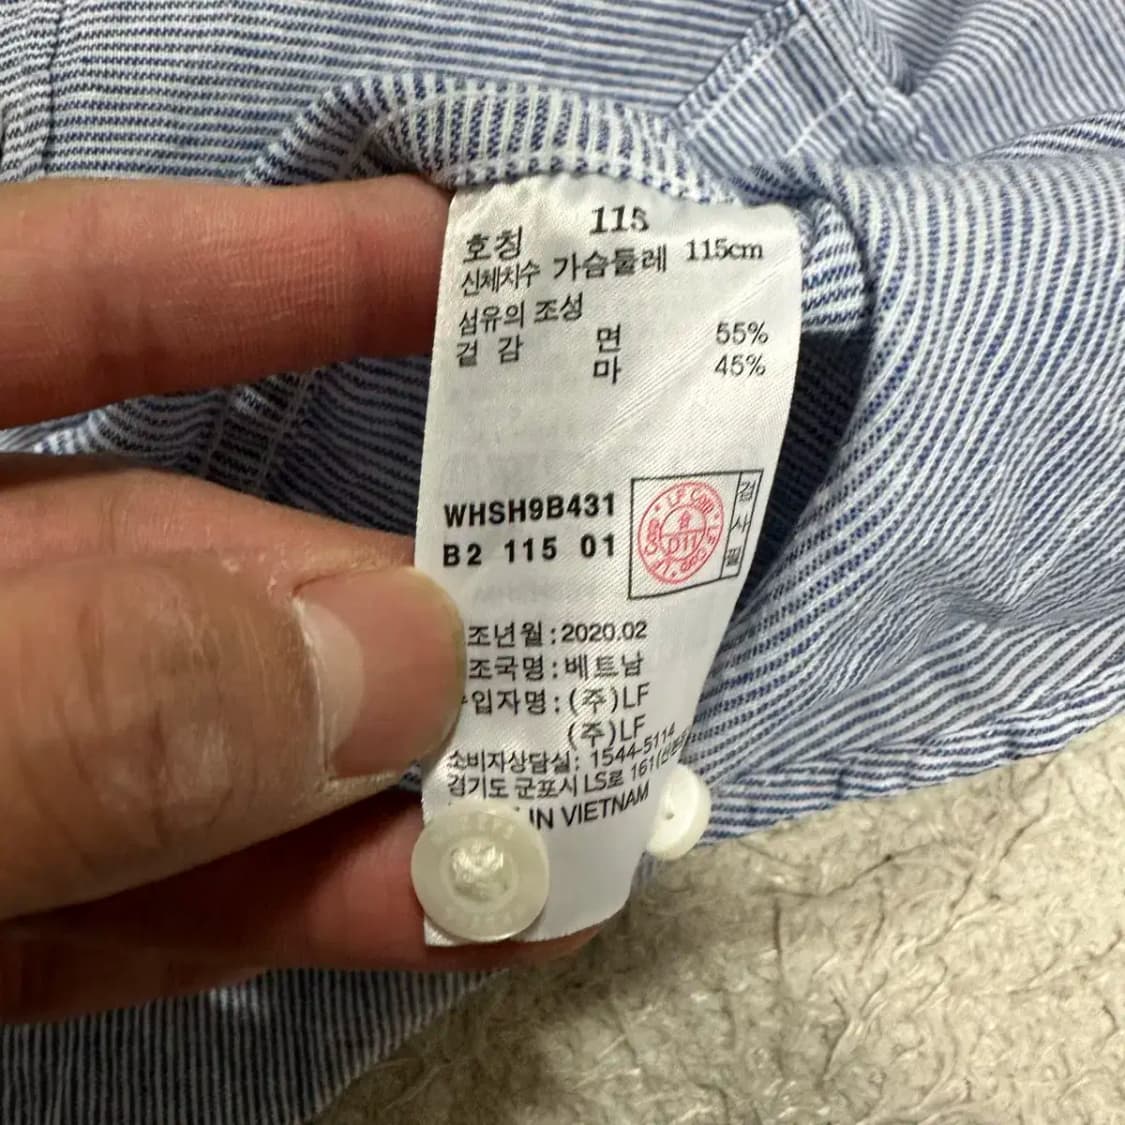 호칭 115
신체치수 가슴둘레 115cm
섬유의 조성
겉 감 면 55%
마 45%
WHSH9B431
B2 115 01
검사필
LF Corp
D11
조년월:2020.02
조국명:베트남
입자명:(주)LF
(주)LF
소비자상담실: 1544-5114
경기도 군포시 LS로 161
IN VIETNAM